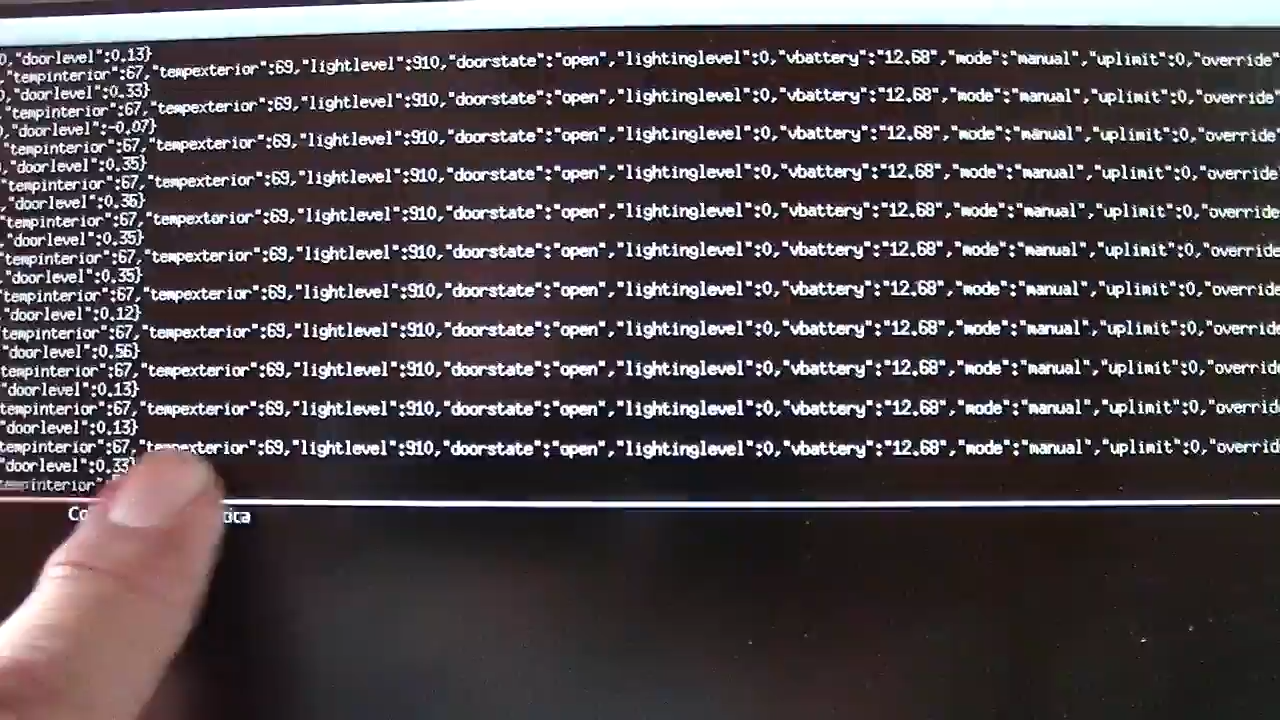 0,"doorlevel":0.13}
"tempinterior":67,"tempexterior":69,"lightlevel":910,"doorstate":"open","lightinglevel":0,"vbattery":"12.68","mode":"manual","uplimit":0,"override"
,"doorlevel":0.33}
"tempinterior":67,"tempexterior":69,"lightlevel":910,"doorstate":"open","lightinglevel":0,"vbattery":"12.68","mode":"manual","uplimit":0,"override"
,"doorlevel":-0.07}
"tempinterior":67,"tempexterior":69,"lightlevel":910,"doorstate":"open","lightinglevel":0,"vbattery":"12.68","mode":"manual","uplimit":0,"override"
,"doorlevel":0.35}
"tempinterior":67,"tempexterior":69,"lightlevel":910,"doorstate":"open","lightinglevel":0,"vbattery":"12.68","mode":"manual","uplimit":0,"override
,"doorlevel":0.36}
"tempinterior":67,"tempexterior":69,"lightlevel":910,"doorstate":"open","lightinglevel":0,"vbattery":"12.68","mode":"manual","uplimit":0,"override
,"doorlevel":0.35}
"tempinterior":67,"tempexterior":69,"lightlevel":910,"doorstate":"open","lightinglevel":0,"vbattery":"12.68","mode":"manual","uplimit":0,"override
,"doorlevel":0.35}
"tempinterior":67,"tempexterior":69,"lightlevel":910,"doorstate":"open","lightinglevel":0,"vbattery":"12.68","mode":"manual","uplimit":0,"override
"doorlevel":0.12}
"tempinterior":67,"tempexterior":69,"lightlevel":910,"doorstate":"open","lightinglevel":0,"vbattery":"12.68","mode":"manual","uplimit":0,"override
"doorlevel":0.56}
tempinterior":67,"tempexterior":69,"lightlevel":910,"doorstate":"open","lightinglevel":0,"vbattery":"12.68","mode":"manual","uplimit":0,"override
"doorlevel":0.13}
tempinterior":67,"tempexterior":69,"lightlevel":910,"doorstate":"open","lightinglevel":0,"vbattery":"12.68","mode":"manual","uplimit":0,"overrid
"doorlevel":0.13}
tempinterior":67,"tempexterior":69,"lightlevel":910,"doorstate":"open","lightinglevel":0,"vbattery":"12.68","mode":"manual","uplimit":0,"overrid
"doorlevel":0.33}
tempinterior"